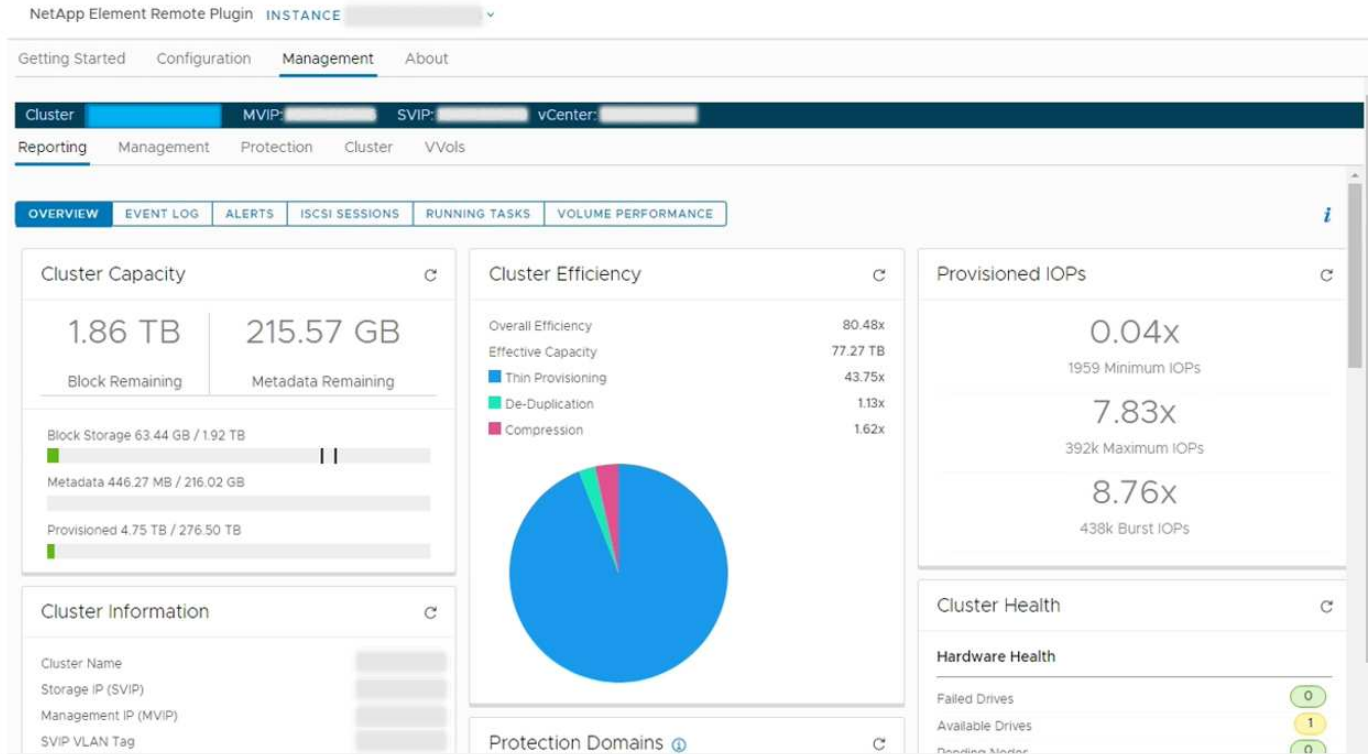 NetApp Element Remote Plugin INSTANCE
Getting Started Configuration Management About
Cluster MVIP: SVIP: vCenter:
Reporting Management Protection Cluster VVols
OVERVIEW EVENT LOG ALERTS ISCSI SESSIONS RUNNING TASKS VOLUME PERFORMANCE i
Cluster Capacity
1.86 TB 215.57 GB
Block Remaining Metadata Remaining
Block Storage 63.44 GB / 1.92 TB
Metadata 446.27 MB / 216.02 GB
Provisioned 4.75 TB / 276.50 TB
Cluster Information
Cluster Name
Storage IP (SVIP)
Management IP (MVIP)
SVIP VLAN Tag
Cluster Efficiency
Overall Efficiency 80.48x
Effective Capacity 77.27 TB
Thin Provisioning 43.75x
De-Duplication 1.13x
Compression 1.62x
Protection Domains
Provisioned IOPs
0.04x
1959 Minimum IOPs
7.83x
392k Maximum IOPs
8.76x
438k Burst IOPs
Cluster Health
Hardware Health
Failed Drives 0
Available Drives 1
Pending Nodes 0